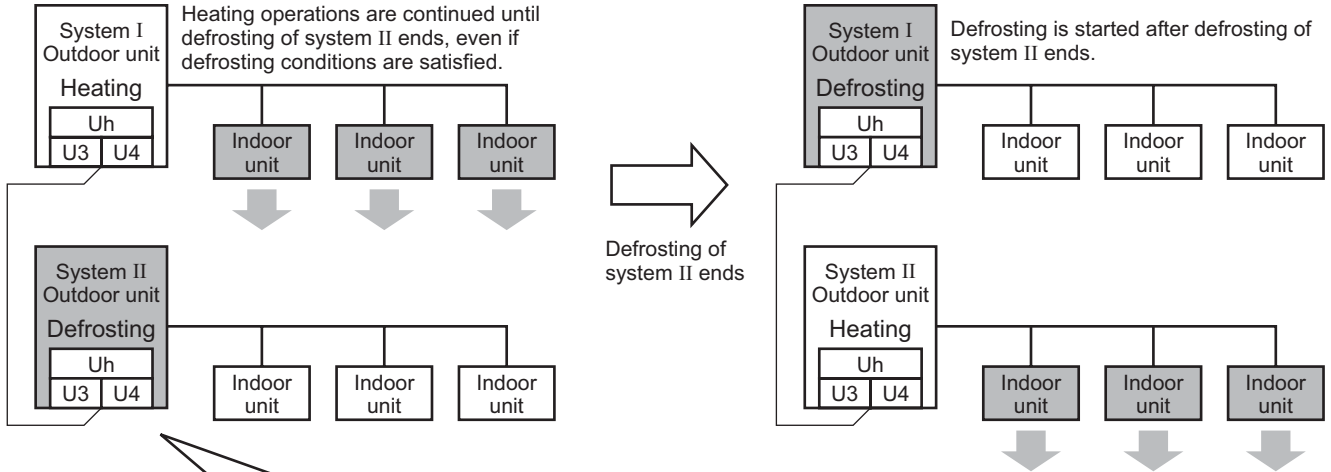 System I
Outdoor unit
Heating
Uh
U3 U4
Heating operations are continued until
defrosting of system II ends, even if
defrosting conditions are satisfied.
Indoor
unit
Indoor
unit
Indoor
unit
System II
Outdoor unit
Defrosting
Uh
U3 U4
Indoor
unit
Indoor
unit
Indoor
unit
Defrosting of
system II ends
System I
Outdoor unit
Defrosting
Uh
U3 U4
Defrosting is started after defrosting of
system II ends.
Indoor
unit
Indoor
unit
Indoor
unit
System II
Outdoor unit
Heating
Uh
U3 U4
Indoor
unit
Indoor
unit
Indoor
unit